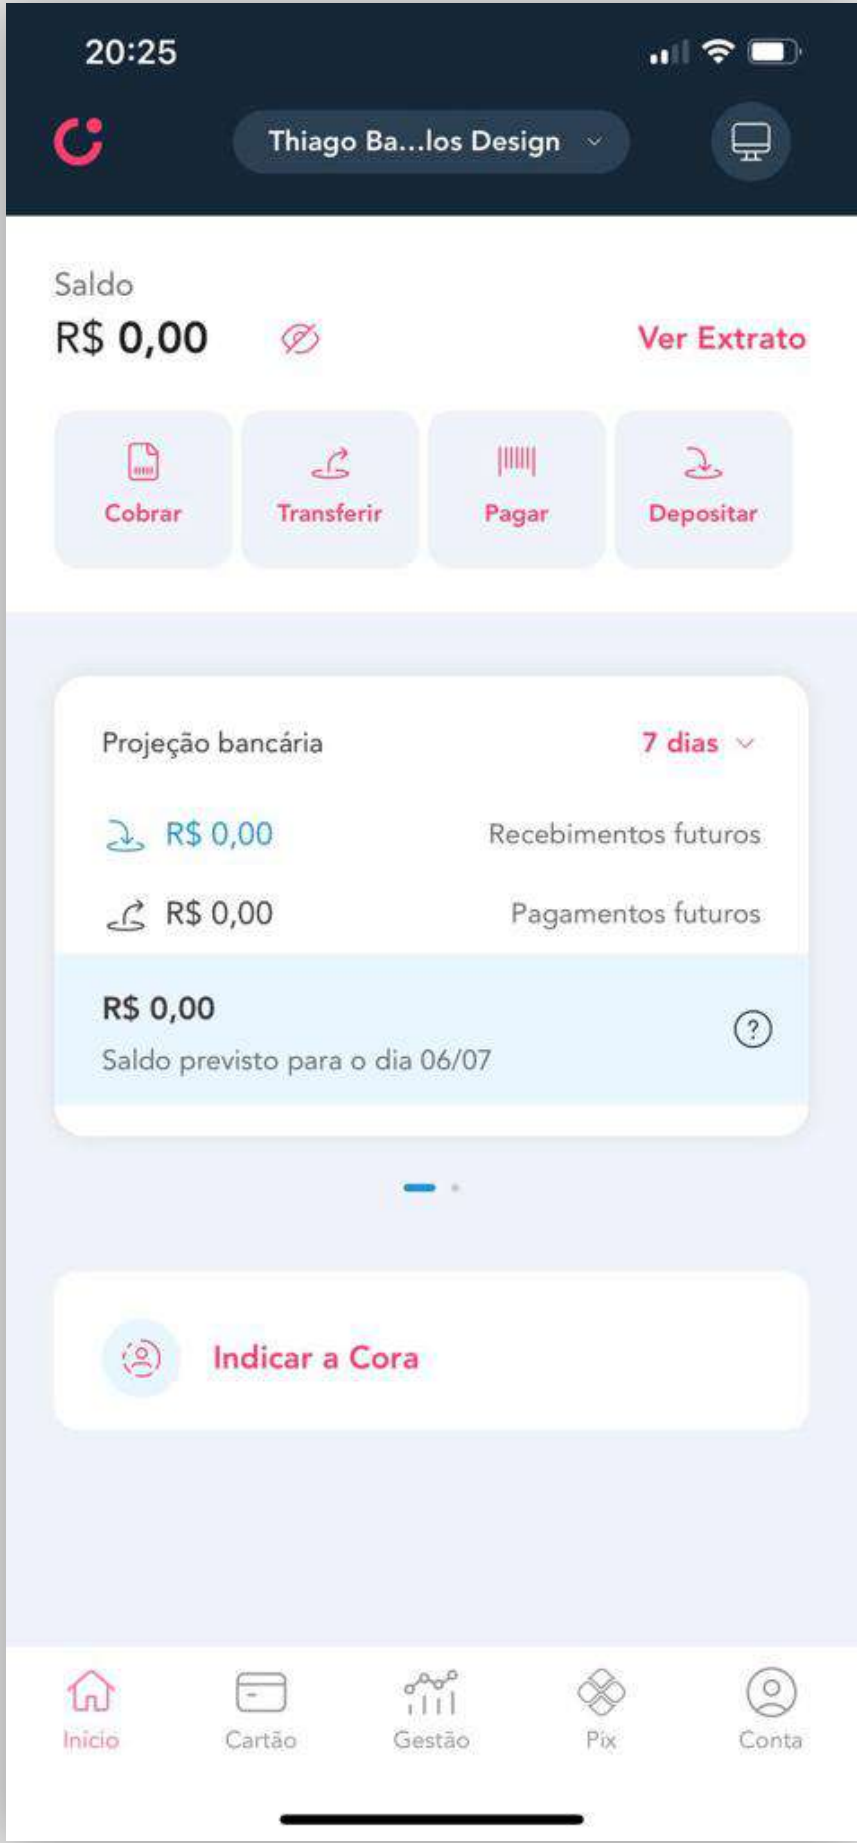 20:25
Thiago Ba...los Design
Saldo
R$ 0,00
Ver Extrato
Cobrar
Transferir
Pagar
Depositar
Projeção bancária
7 dias
R$ 0,00
Recebimentos futuros
R$ 0,00
Pagamentos futuros
R$ 0,00
Saldo previsto para o dia 06/07
?
Indicar a Cora
Início
Cartão
Gestão
Pix
Conta